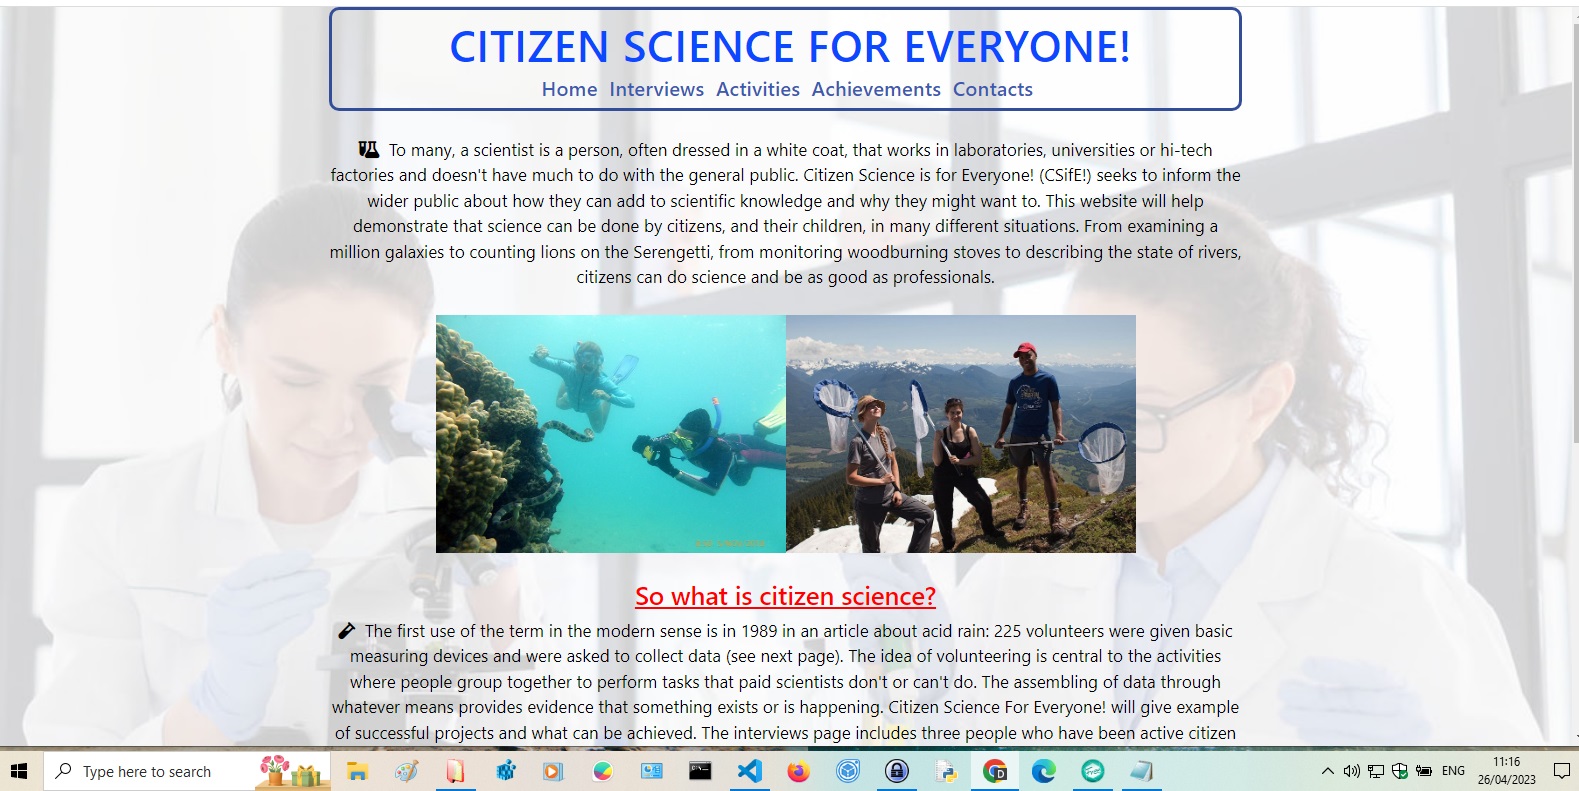 CITIZEN SCIENCE FOR EVERYONE!
Home Interviews Activities Achievements Contacts
To many, a scientist is a person, often dressed in a white coat, that works in laboratories, universities or hi-tech
factories and doesn't have much to do with the general public. Citizen Science is for Everyone! (CSifE!) seeks to inform the
wider public about how they can add to scientific knowledge and why they might want to. This website will help
demonstrate that science can be done by citizens, and their children, in many different situations. From examining a
million galaxies to counting lions on the Serengetti, from monitoring woodburning stoves to describing the state of rivers,
citizens can do science and be as good as professionals.
So what is citizen science?
The first use of the term in the modern sense is in 1989 in an article about acid rain: 225 volunteers were given basic
measuring devices and were asked to collect data (see next page). The idea of volunteering is central to the activities
where people group together to perform tasks that paid scientists don't or can't do. The assembling of data through
whatever means provides evidence that something exists or is happening. Citizen Science For Everyone! will give example
of successful projects and what can be achieved. The interviews page includes three people who have been active citizen
Type here to search
D
ENG
11:16
26/04/2023